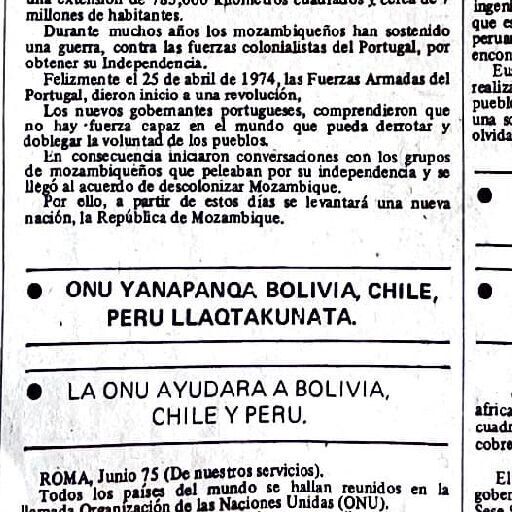 una extensión de 785,000 kilómetros cuadrados y cerca de 7
millones de habitantes.
Durante muchos años los mozambiqueños han sostenido
una guerra, contra las fuerzas colonialistas del Portugal, por
obtener su Independencia.
Felizmente el 25 de abril de 1974, las Fuerzas Armadas del
Portugal, dieron inicio a una revolución,
Los nuevos gobernantes portugueses, comprendieron que
no hay fuerza capaz en el mundo que pueda derrotar y
doblegar la voluntad de los pueblos.
En consecuencia iniciaron conversaciones con los grupos
de mozambiqueños que peleaban por su independencia y se
llegó al acuerdo de descolonizar Mozambique.
Por ello, a partir de estos días se levantará una nueva
nación, la República de Mozambique.
● ONU YANAPANQA BOLIVIA, CHILE,
PERU LLAQTAKUNATA.
● LA ONU AYUDARA A BOLIVIA,
CHILE Y PERU.
ROMA, Junio 75 (De nuestros servicios).
Todos los países del mundo se hallan reunidos en la
llamada Organización de las Naciones Unidas (ONU).
ingeni
que es
peruan
encon
Eus
realiza
pueblo
una so
olvida
●
●
africa
cuadr
cobre
El
gober